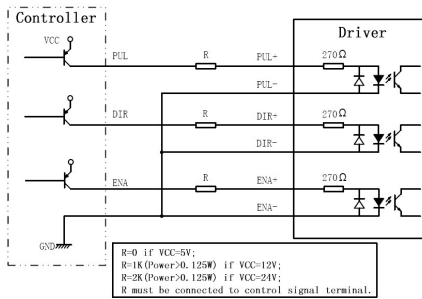 Controller
Driver
VCC
PUL
R
PUL+
270Ω
PUL-
DIR
R
DIR+
270Ω
DIR-
ENA
R
ENA+
270Ω
ENA-
GND
R=0 if VCC=5V;
R=1K(Power>0.125W) if VCC=12V;
R=2K(Power>0.125W) if VCC=24V;
R must be connected to control signal terminal.